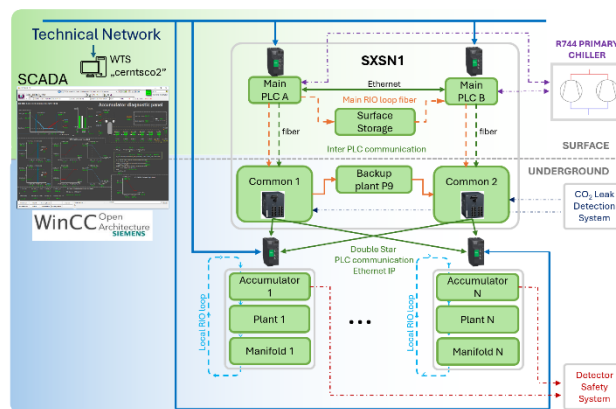 Technical Network
WTS
„cerntsco2”
SCADA
Accumulator diagnostic panel
WinCC Open
Architecture
SIEMENS
SXSN1
Main
PLC A
Ethernet
Main
PLC B
Main RIO loop fiber
Surface
Storage
fiber
fiber
Inter PLC communication
R744 PRIMARY
CHILLER
SURFACE
UNDERGROUND
Common 1
Backup
plant P9
Common 2
CO₂ Leak
Detection
System
Double Star
PLC communication
Ethernet IP
Local RIO loop
Accumulator
1
Plant 1
Manifold 1
...
Local RIO loop
Accumulator
N
Plant N
Manifold N
Detector
Safety
System